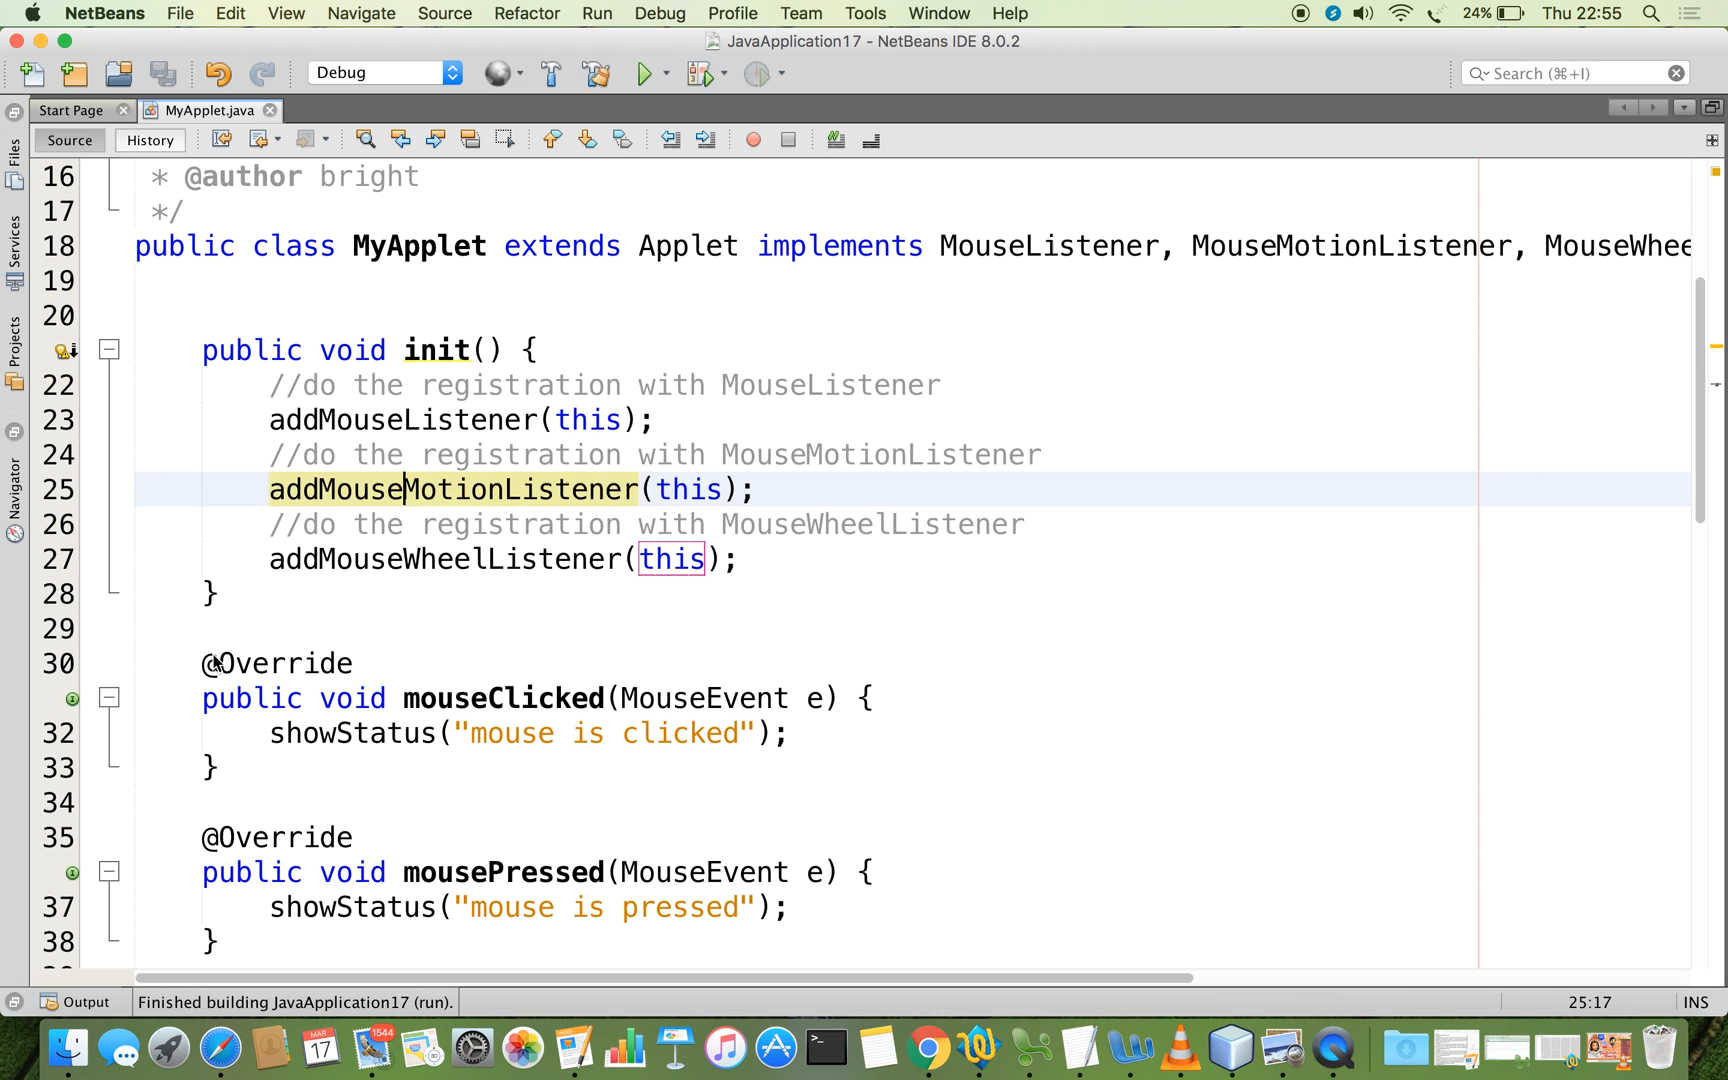 NetBeans File Edit View Navigate Source Refactor Run Debug Profile Team Tools Window Help 24% Thu 22:55
JavaApplication17 - NetBeans IDE 8.0.2
Debug Search (⌘+I)
Start Page MyApplet.java
Source History
Files
Services
Projects
Navigator
16 * @author bright
17 */
18 public class MyApplet extends Applet implements MouseListener, MouseMotionListener, MouseWhee
19
20
public void init() {
22 //do the registration with MouseListener
23 addMouseListener(this);
24 //do the registration with MouseMotionListener
25 addMouseMotionListener(this);
26 //do the registration with MouseWheelListener
27 addMouseWheelListener(this);
28 }
29
30 @Override
public void mouseClicked(MouseEvent e) {
32 showStatus("mouse is clicked");
33 }
34
35 @Override
public void mousePressed(MouseEvent e) {
37 showStatus("mouse is pressed");
38 }
Output Finished building JavaApplication17 (run). 25:17 INS
MAR
17
1544
3D